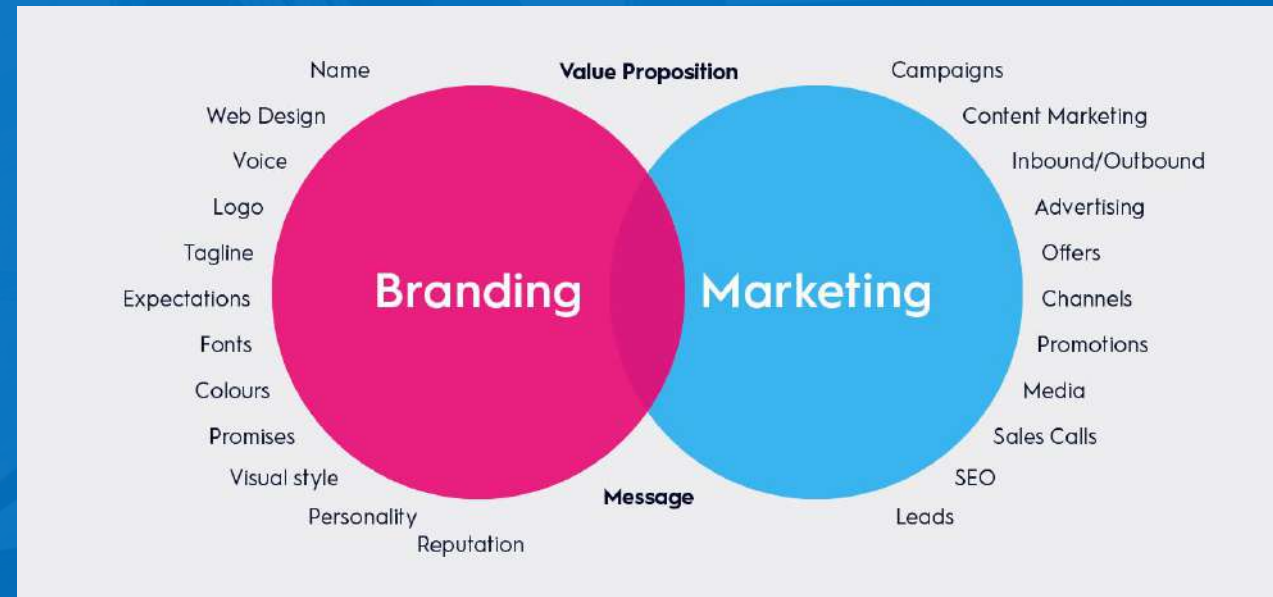 Value Proposition
Name
Web Design
Voice
Logo
Tagline
Expectations
Fonts
Colours
Promises
Visual style
Personality
Reputation
Branding
Marketing
Campaigns
Content Marketing
Inbound/Outbound
Advertising
Offers
Channels
Promotions
Media
Sales Calls
SEO
Leads
Message